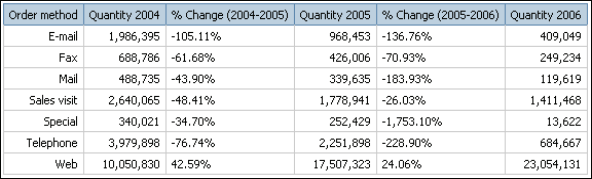 Order method Quantity 2004 % Change (2004-2005) Quantity 2005 % Change (2005-2006) Quantity 2006
E-mail 1,986,395 -105.11% 968,453 -136.76% 409,049
Fax 688,786 -61.68% 426,006 -70.93% 249,234
Mail 488,735 -43.90% 339,635 -183.93% 119,619
Sales visit 2,640,065 -48.41% 1,778,941 -26.03% 1,411,468
Special 340,021 -34.70% 252,429 -1,753.10% 13,622
Telephone 3,979,898 -76.74% 2,251,898 -228.90% 684,667
Web 10,050,830 42.59% 17,507,323 24.06% 23,054,131